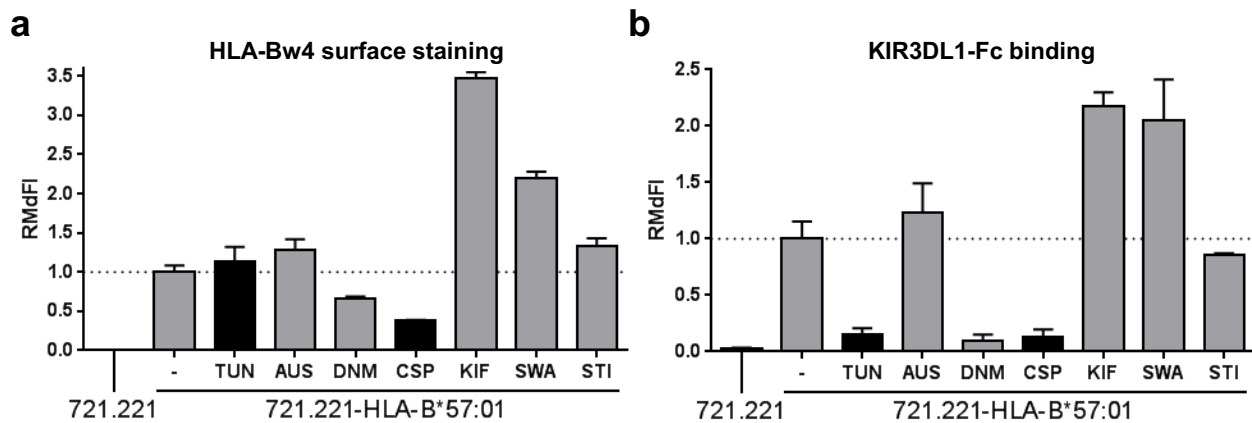 a
HLA-Bw4 surface staining
RMdFI
3.5
3.0
2.5
2.0
1.5
1.0
0.5
0.0
- TUN AUS DNM CSP KIF SWA STI
721.221 721.221-HLA-B*57:01
b
KIR3DL1-Fc binding
RMdFI
2.5
2.0
1.5
1.0
0.5
0.0
- TUN AUS DNM CSP KIF SWA STI
721.221 721.221-HLA-B*57:01